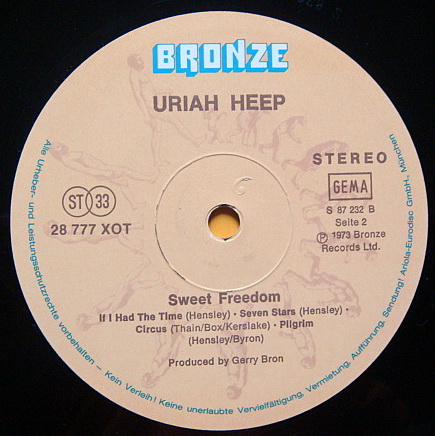 BRONZE
URIAH HEEP
STEREO
ST 33
GEMA
28 777 XOT
S 87 232 B
Seite 2
℗ 1973 Bronze
Records Ltd.
Sweet Freedom
If I Had The Time (Hensley) · Seven Stars (Hensley) ·
Circus (Thain/Box/Kerslake) · Pilgrim
(Hensley/Byron)
Produced by Gerry Bron
Alle Urheber- und Leistungsschutzrechte vorbehalten – Kein Verleih! Keine unerlaubte Vervielfältigung, Vermietung, Aufführung, Sendung! Ariola-Eurodisc GmbH., München